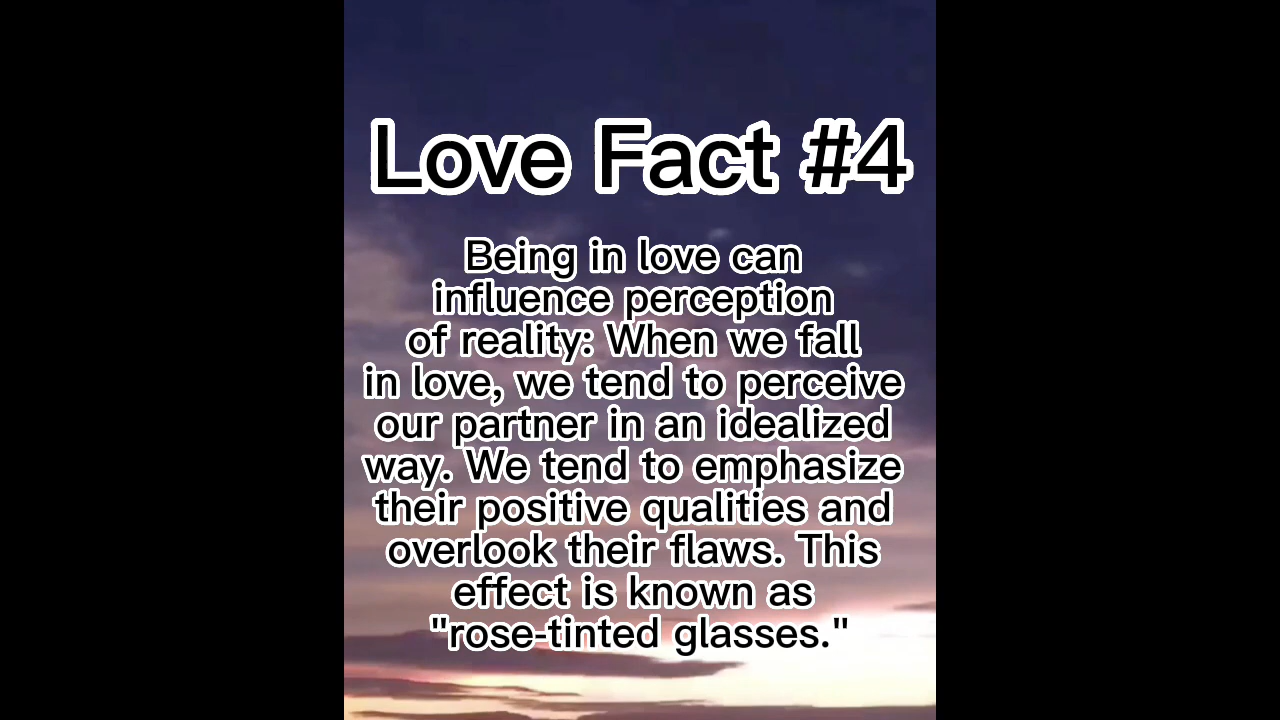 Love Fact #4
Being in love can
influence perception
of reality: When we fall
in love, we tend to perceive
our partner in an idealized
way. We tend to emphasize
their positive qualities and
overlook their flaws. This
effect is known as
"rose-tinted glasses."